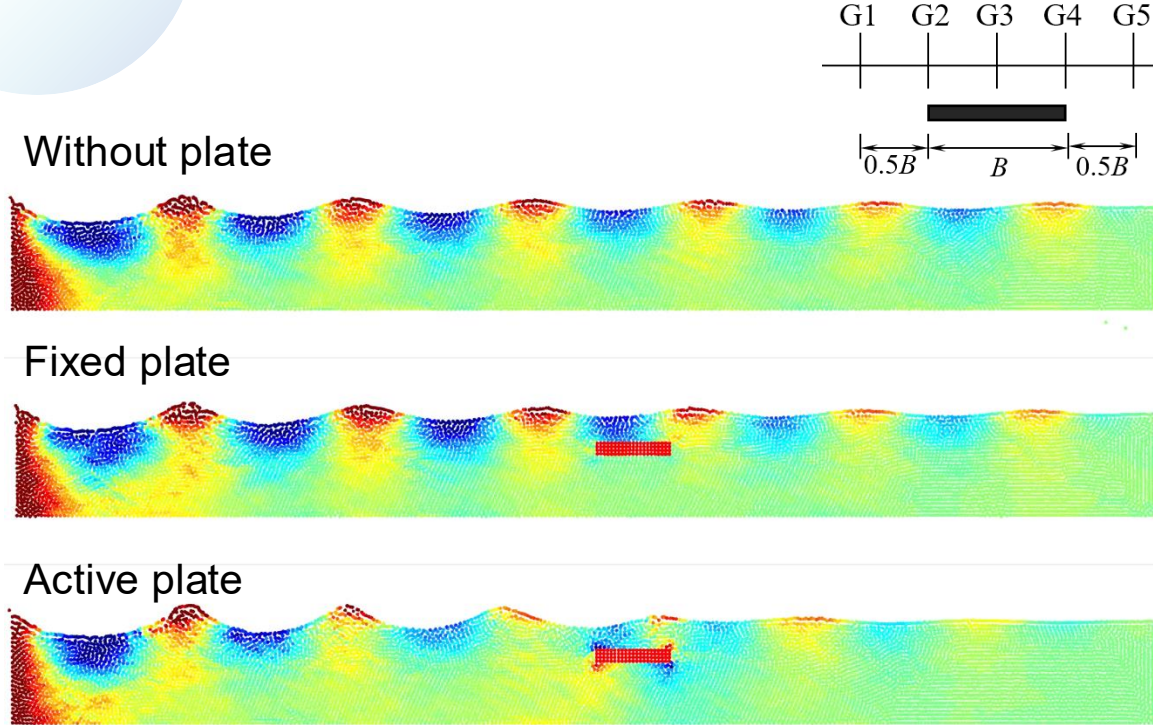 G1 G2 G3 G4 G5
0.5B B 0.5B
Without plate
Fixed plate
Active plate